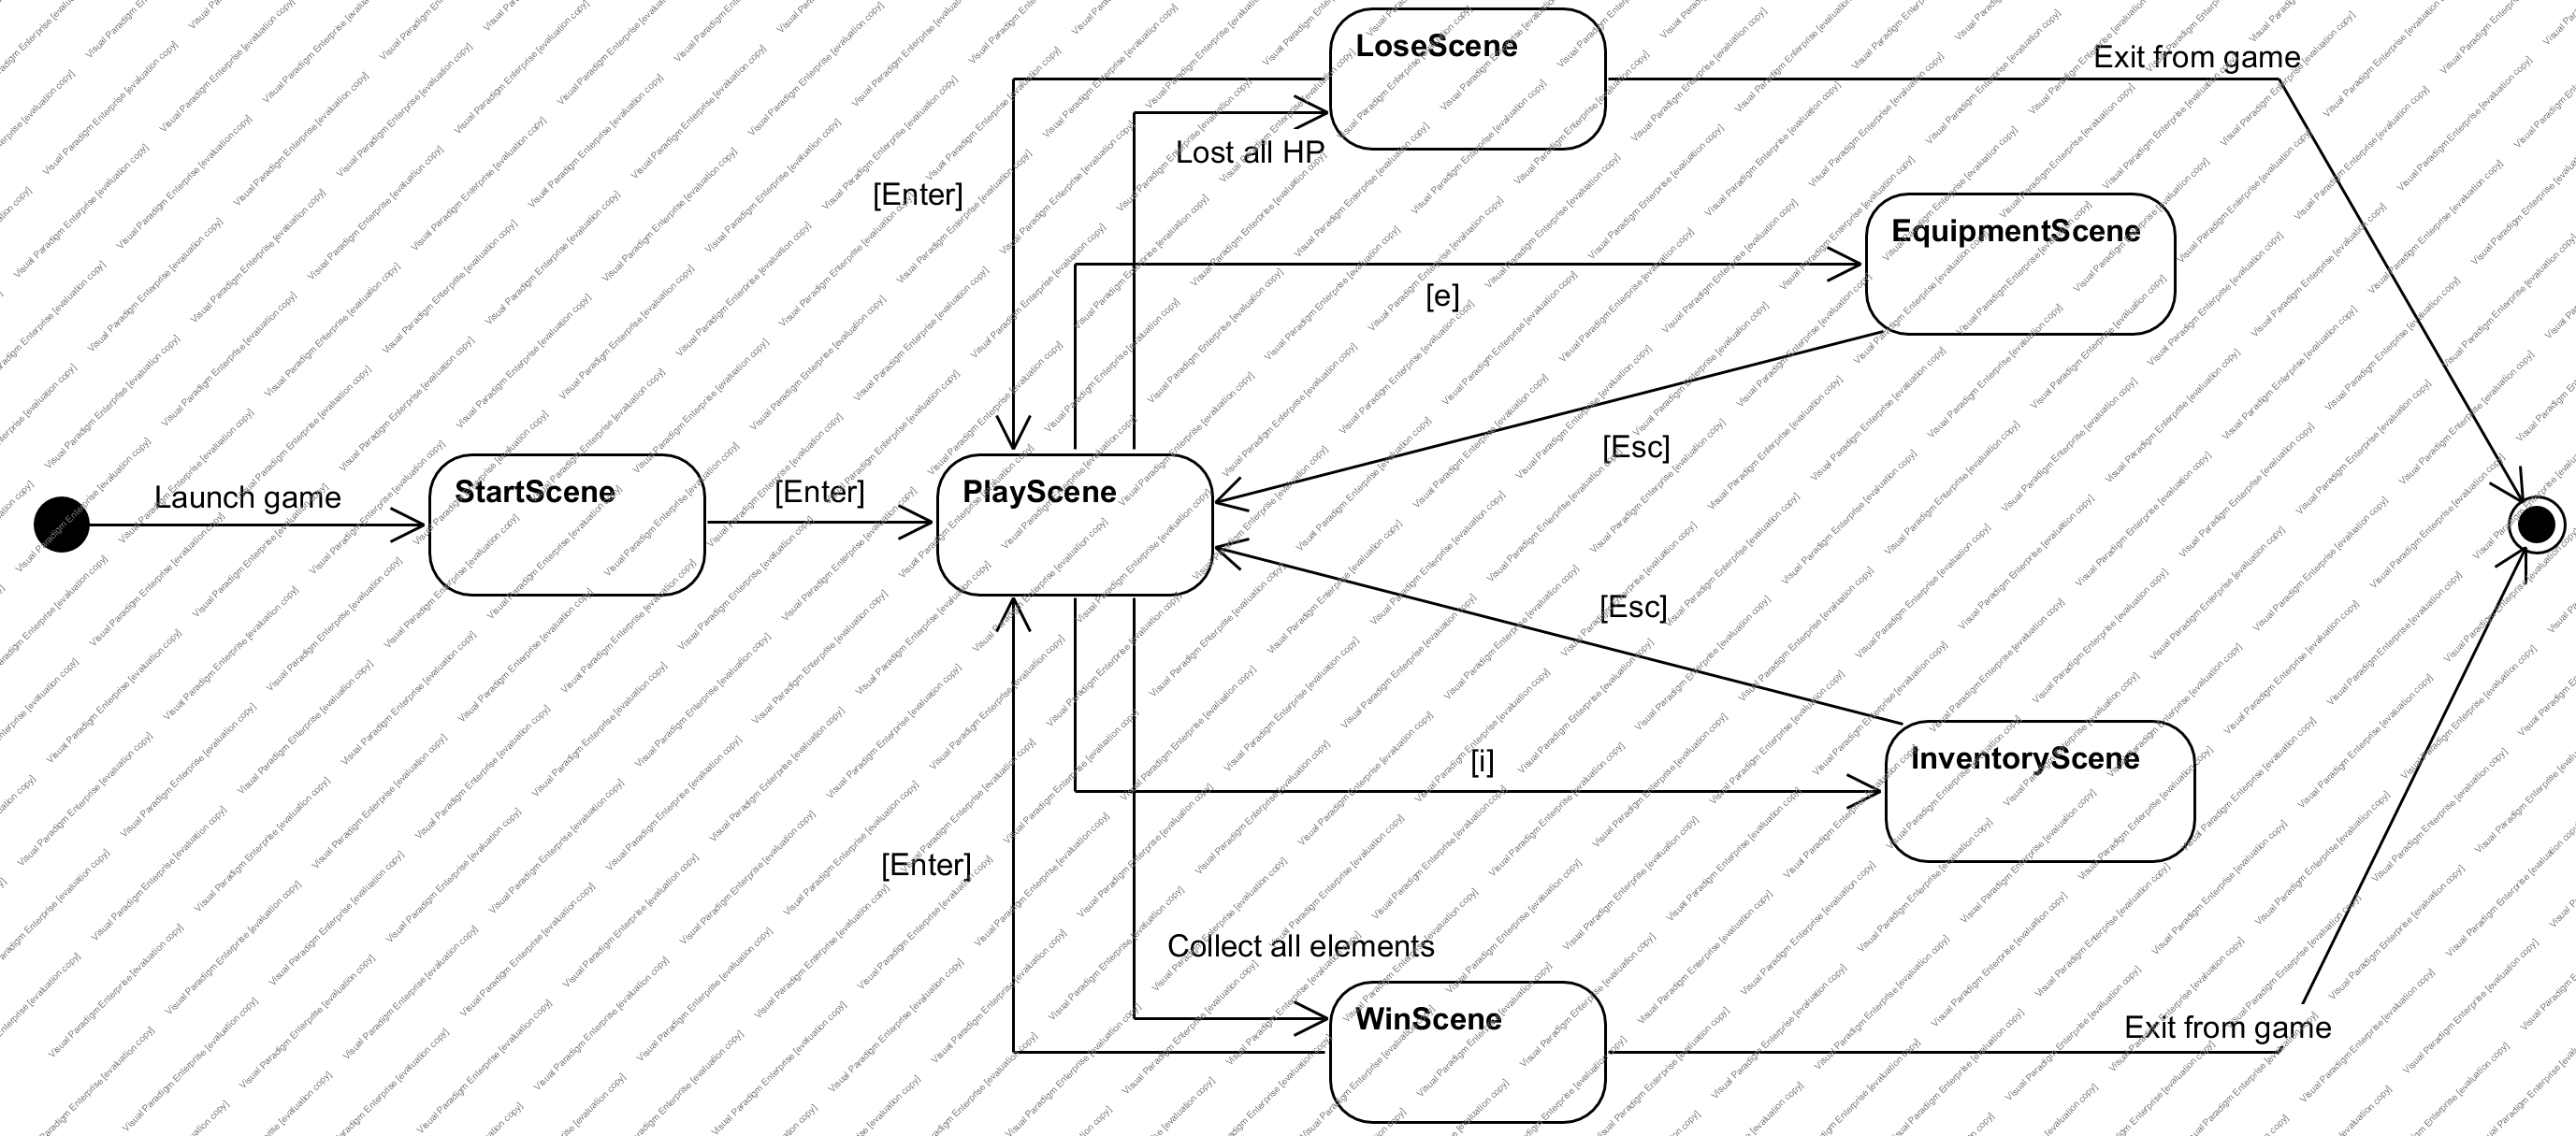 LoseScene
Exit from game
Lost all HP
[Enter]
EquipmentScene
[e]
[Esc]
Launch game
StartScene
[Enter]
PlayScene
[Esc]
[i]
InventoryScene
[Enter]
Collect all elements
WinScene
Exit from game
Visual Paradigm Enterprise [evaluation copy]